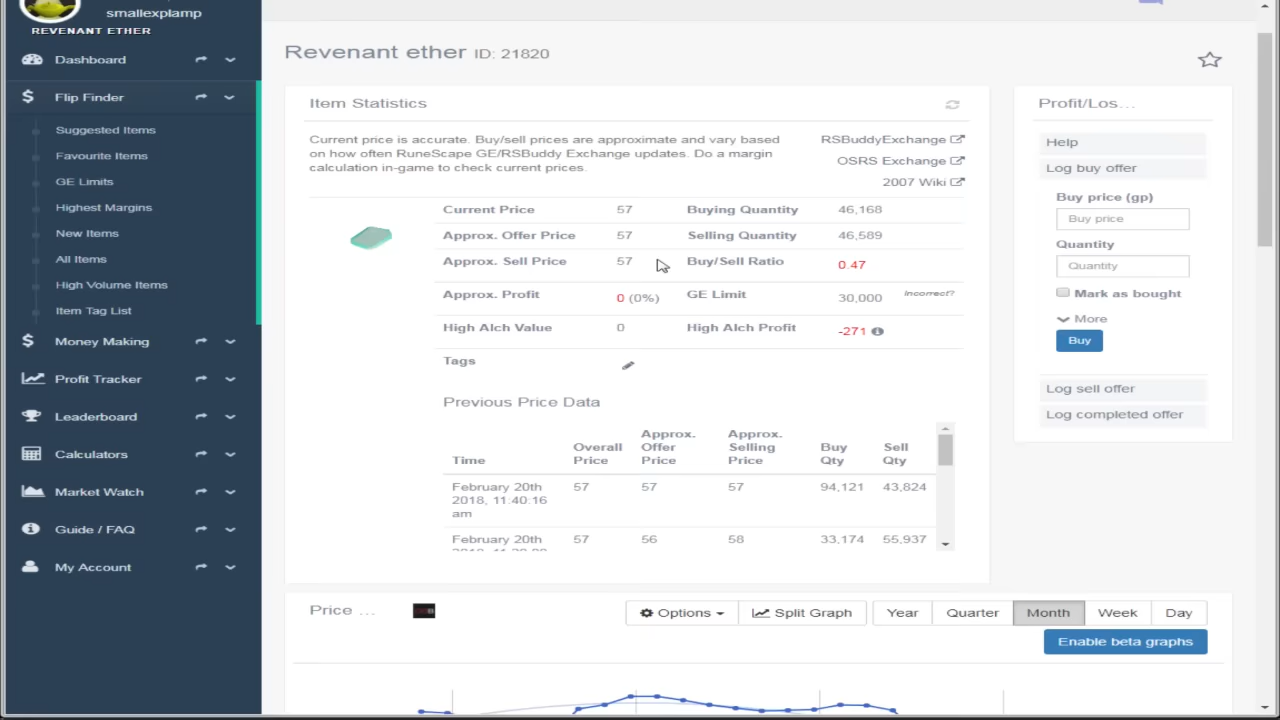 smallexplamp
REVENANT ETHER
Dashboard
Flip Finder
Suggested Items
Favourite Items
GE Limits
Highest Margins
New Items
All Items
High Volume Items
Item Tag List
Money Making
Profit Tracker
Leaderboard
Calculators
Market Watch
Guide / FAQ
My Account
Revenant ether ID: 21820
Item Statistics
Current price is accurate. Buy/sell prices are approximate and vary based
on how often RuneScape GE/RSBuddy Exchange updates. Do a margin
calculation in-game to check current prices.
RSBuddyExchange
OSRS Exchange
2007 Wiki
Current Price 57 Buying Quantity 46,168
Approx. Offer Price 57 Selling Quantity 46,589
Approx. Sell Price 57 Buy/Sell Ratio 0.47
Approx. Profit 0 (0%) GE Limit 30,000 Incorrect?
High Alch Value 0 High Alch Profit -271
Tags
Previous Price Data
Time Overall Price Approx. Offer Price Approx. Selling Price Buy Qty Sell Qty
February 20th 2018, 11:40:16 am 57 57 57 94,121 43,824
February 20th 57 56 58 33,174 55,937
Profit/Los...
Help
Log buy offer
Buy price (gp)
Buy price
Quantity
Quantity
Mark as bought
More
Buy
Log sell offer
Log completed offer
Price ...
Options
Split Graph
Year
Quarter
Month
Week
Day
Enable beta graphs